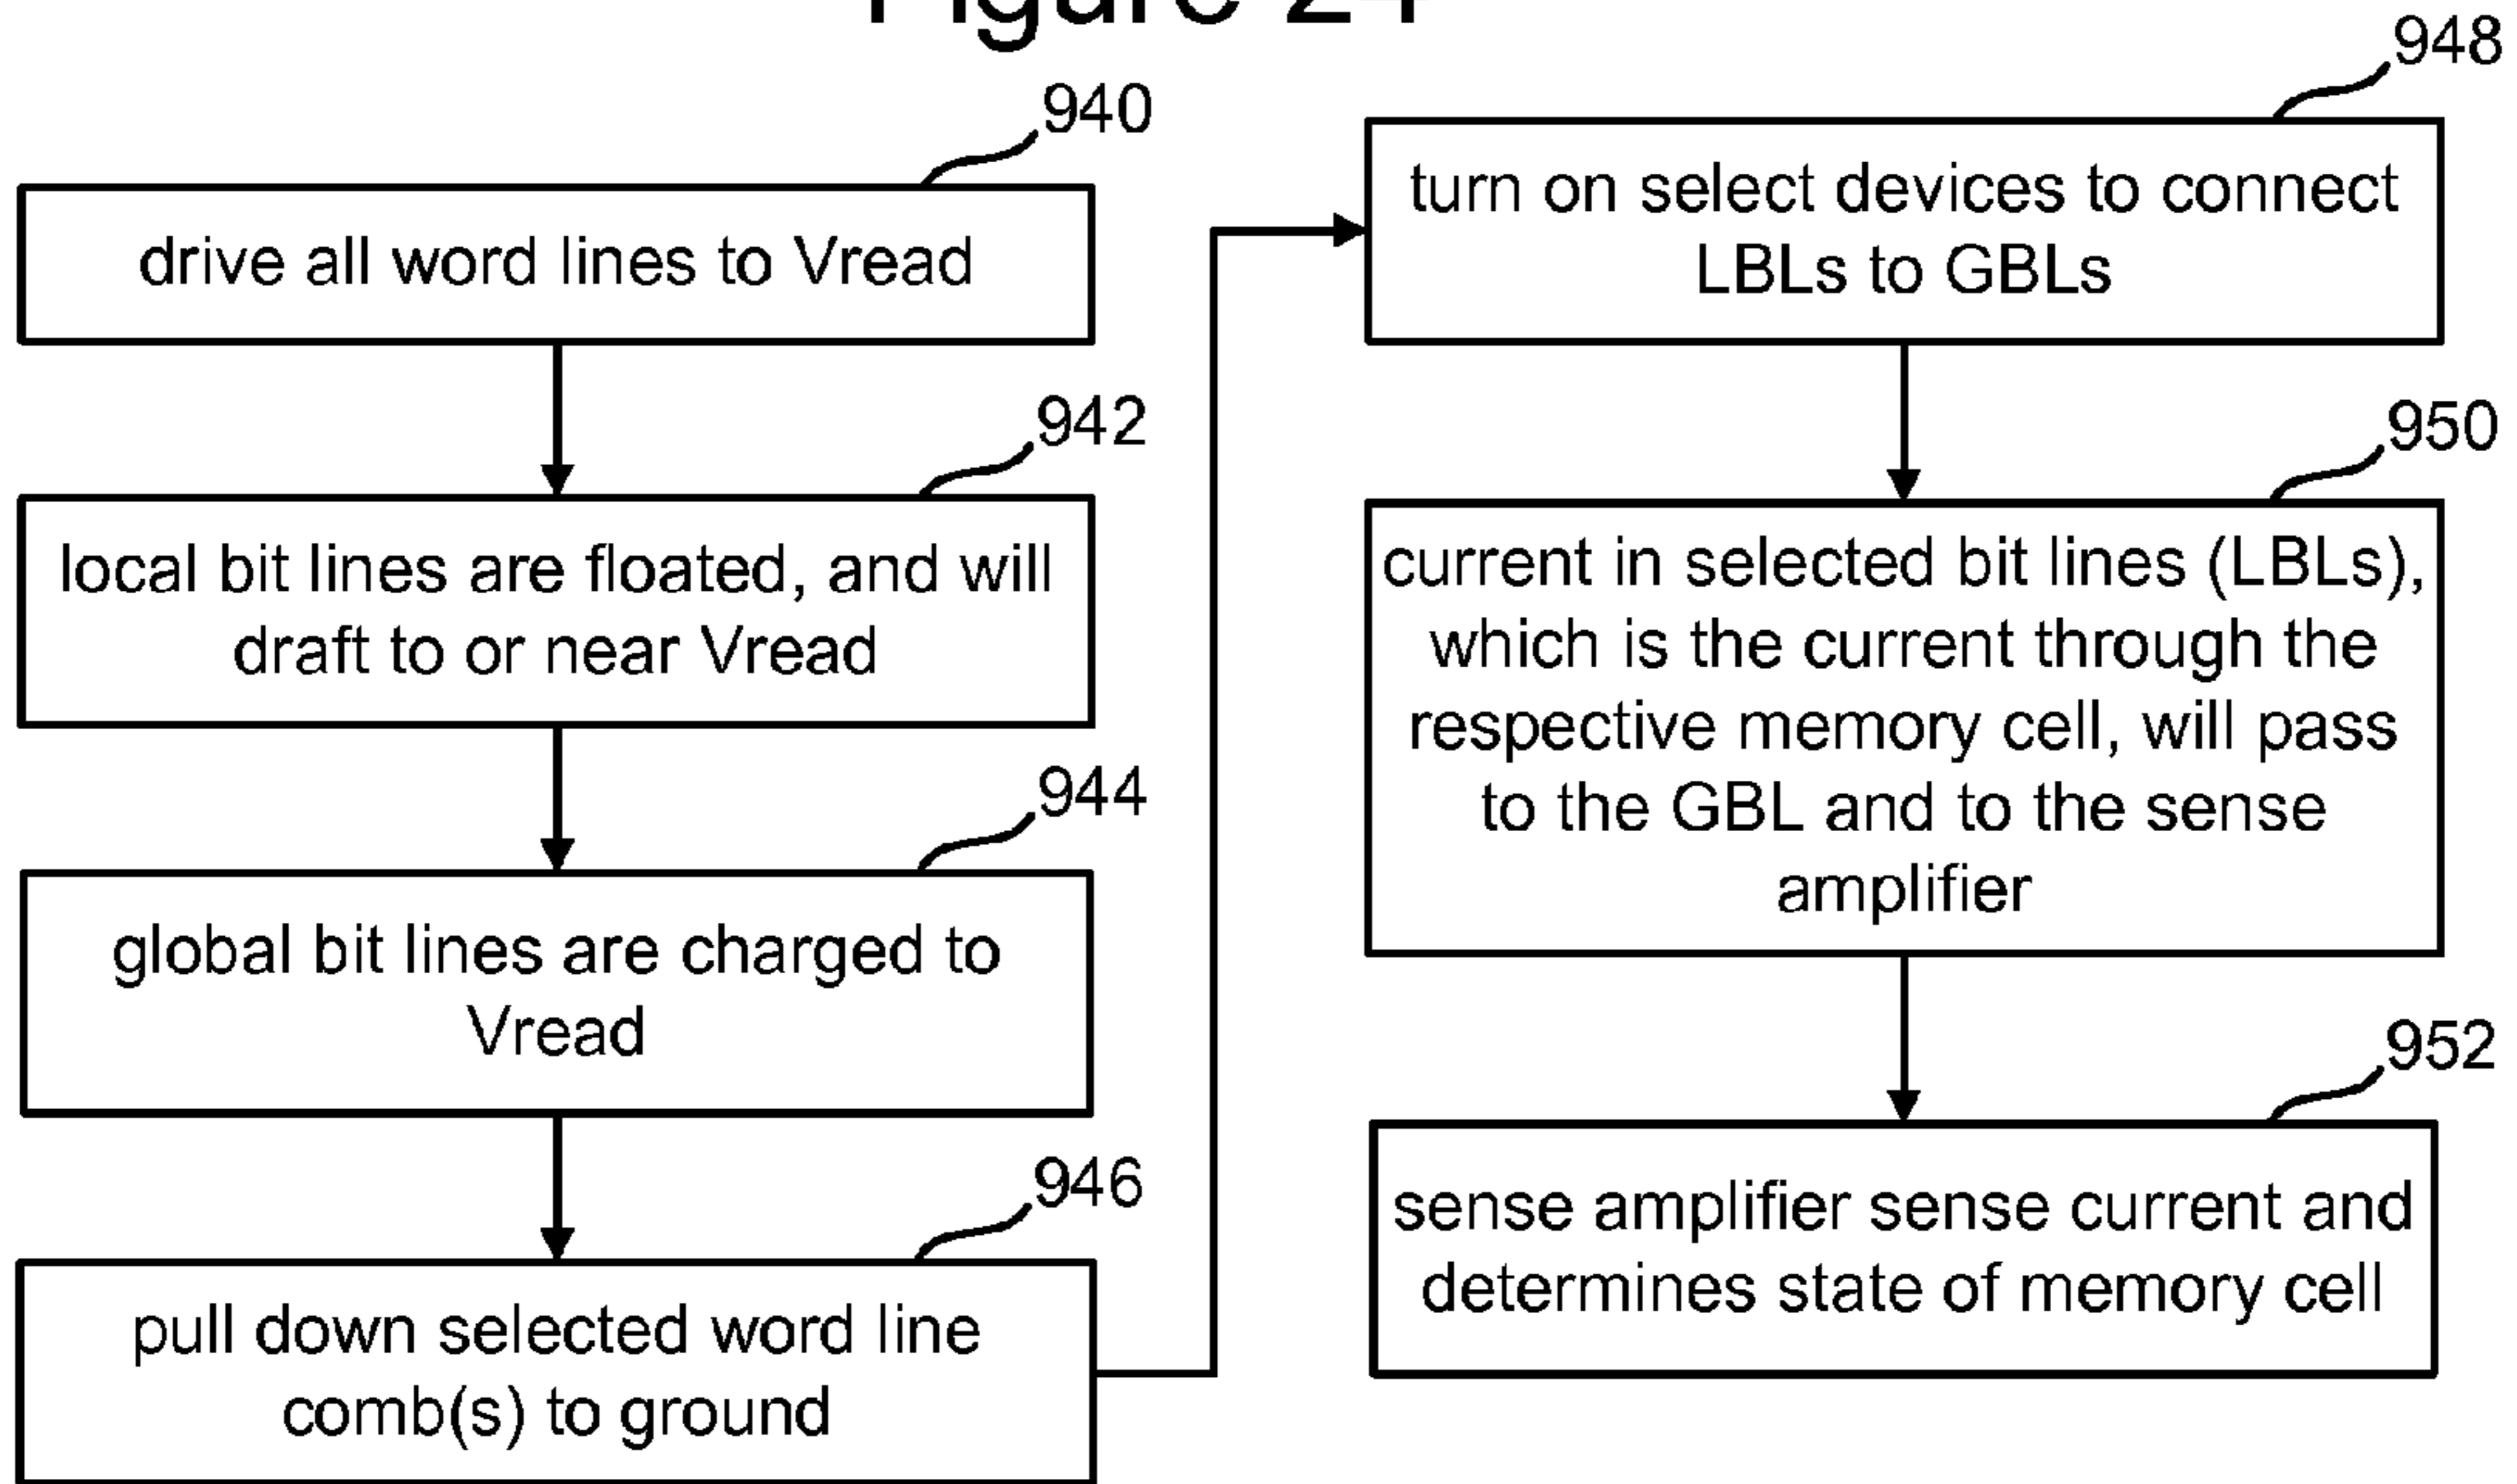 Figure 24
940
drive all word lines to Vread
942
local bit lines are floated, and will
draft to or near Vread
944
global bit lines are charged to
Vread
946
pull down selected word line
comb(s) to ground
948
turn on select devices to connect
LBLs to GBLs
950
current in selected bit lines (LBLs),
which is the current through the
respective memory cell, will pass
to the GBL and to the sense
amplifier
952
sense amplifier sense current and
determines state of memory cell